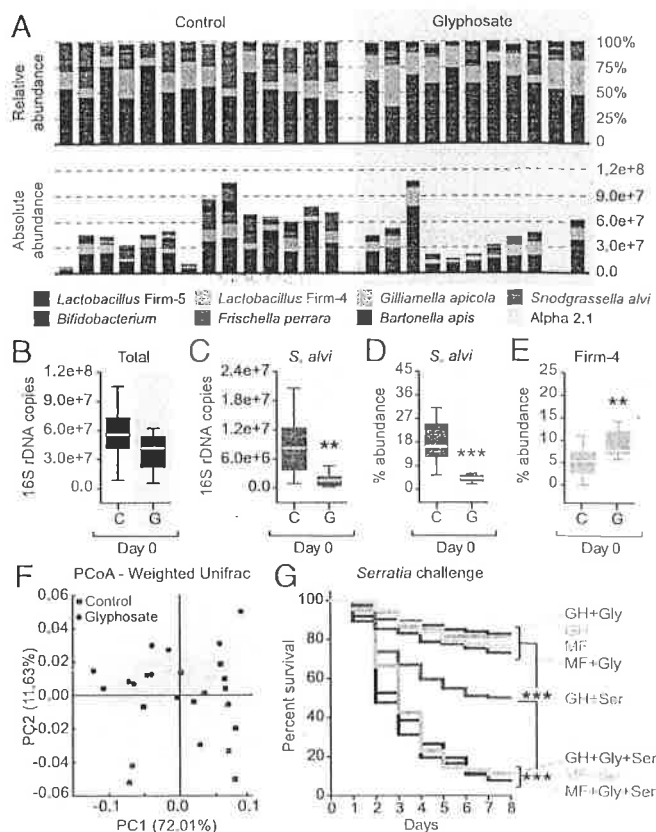 A
Control
Glyphosate
Relative abundance
100%
75%
50%
25%
0%
Absolute abundance
1,2e+8
9.0e+7
6.0e+7
3.0e+7
0.0
Lactobacillus Firm-5
Lactobacillus Firm-4
Gilliamella apicola
Snodgrassella alvi
Bifidobacterium
Frischella perrara
Bartonella apis
Alpha 2.1
B
Total
16S rDNA copies
1.2e+8
9.0e+7
6.0e+7
3.0e+7
0.0
C
G
Day 0
C
S. alvi
16S rDNA copies
2.4e+7
1.8e+7
1.2e+7
6.0e+6
0.0
**
C
G
Day 0
D
S. alvi
% abundance
45
36
27
18
9
0
***
C
G
Day 0
E
Firm-4
% abundance
25
20
15
10
5
0
**
C
G
Day 0
F
PCoA - Weighted Unifrac
Control
Glyphosate
PC2 (11,63%)
0.06
0.04
0.02
0.00
-0.02
-0.04
-0.06
-0.1
0.0
0.1
PC1 (72.01%)
G
Serratia challenge
Percent survival
100
80
60
40
20
0
0 1 2 3 4 5 6 7 8
Days
GH+Gly
GH
MF
MF+Gly
***
GH+Ser
GH+Gly+Ser
***
MF+Ser
MF+Gly+Ser